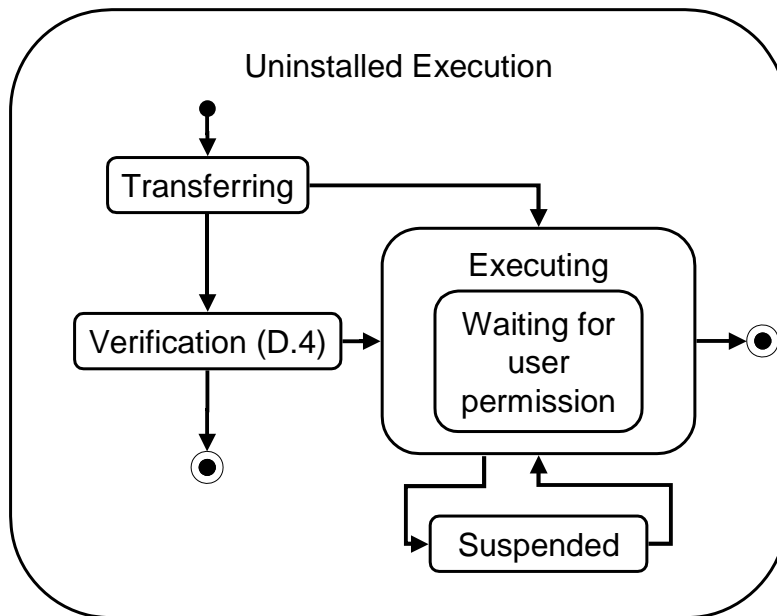 Uninstalled Execution
Transferring
Executing
Waiting for
user
permission
Verification (D.4)
Suspended